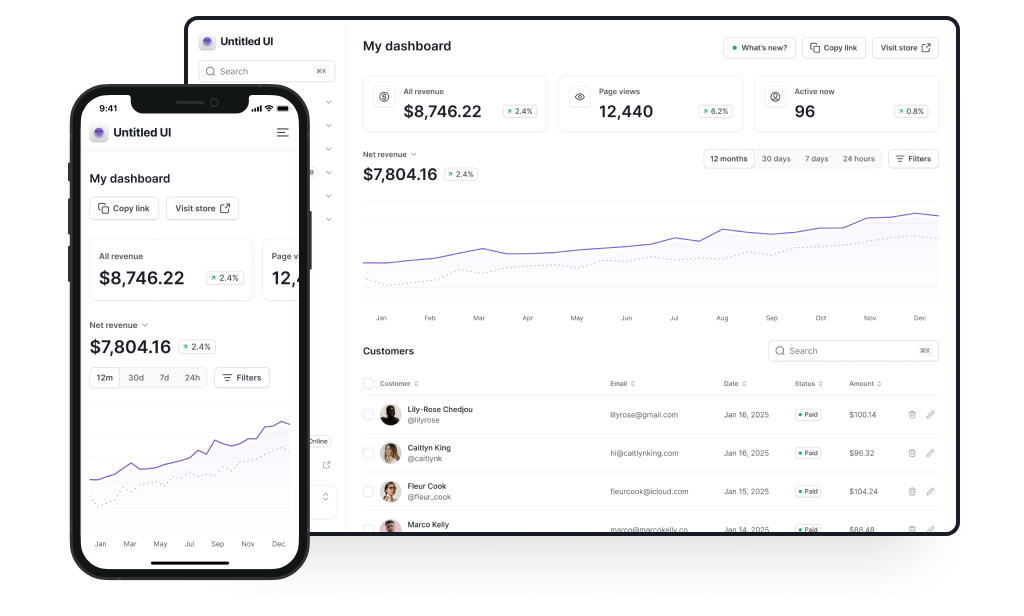 Untitled UI
Search
⌘K
My dashboard
What's new?
Copy link
Visit store
All revenue
$8,746.22
2.4%
Page views
12,440
6.2%
Active now
96
0.8%
Net revenue
$7,804.16
2.4%
12 months 30 days 7 days 24 hours
Filters
Jan Feb Mar Apr May Jun Jul Aug Sep Oct Nov Dec
Customers
Search
⌘K
Customer Email Date Status Amount
Lily-Rose Chedjou
@lilyrose
lilyrose@gmail.com Jan 16, 2025 Paid $100.14
Caitlyn King
@caitlynk
hi@caitlynking.com Jan 16, 2025 Paid $96.32
Fleur Cook
@fleur_cook
fleurcook@icloud.com Jan 15, 2025 Paid $104.24
Marco Kelly
marco@marcokelly.co Jan 14, 2025 Paid $88.48
8
Online
9:41
Untitled UI
My dashboard
Copy link
Visit store
All revenue
$8,746.22
2.4%
Page v
12,4
Net revenue
$7,804.16
2.4%
12m 30d 7d 24h
Filters
Jan Mar May Jul Sep Nov Dec